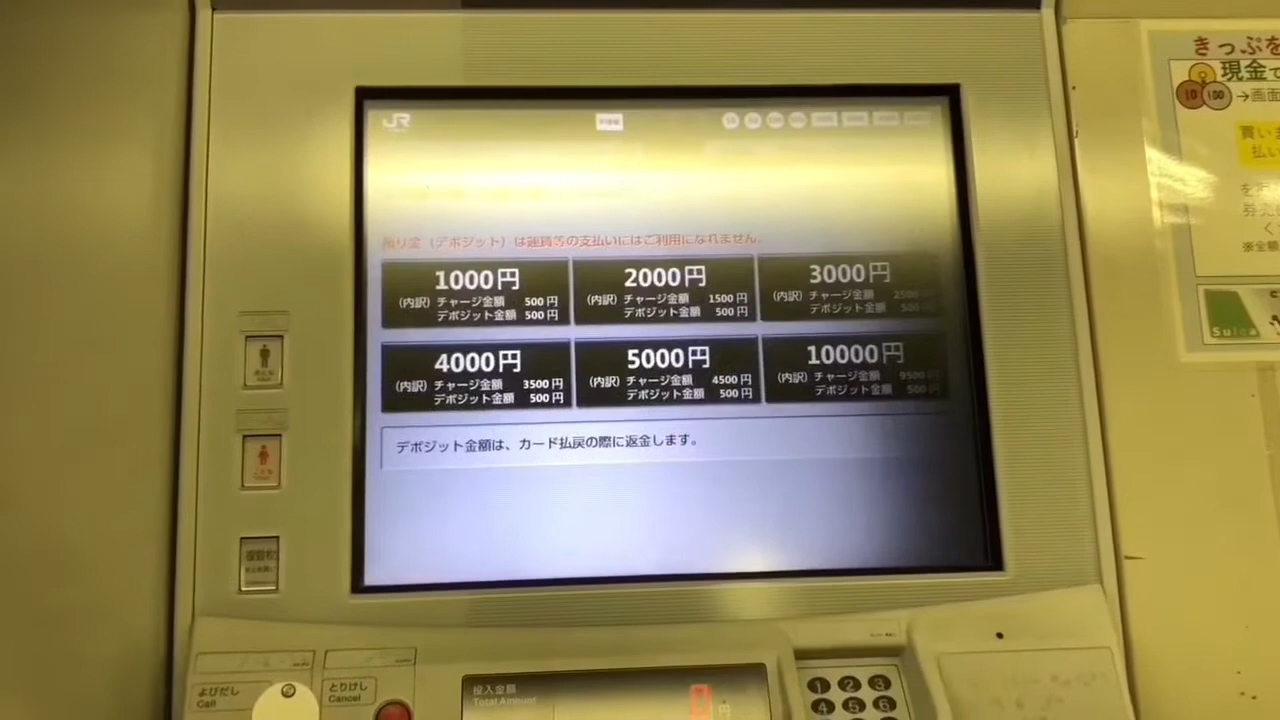 JR
預り金（デポジット）は運賃等の支払いにはご利用になれません。
1000円
(内訳) チャージ金額 500円
デポジット金額 500円
2000円
(内訳) チャージ金額 1500円
デポジット金額 500円
3000円
(内訳) チャージ金額 2500
デポジット金額 500
4000円
(内訳) チャージ金額 3500円
デポジット金額 500円
5000円
(内訳) チャージ金額 4500円
デポジット金額 500円
10000円
(内訳) チャージ金額 9500円
デポジット金額 500円
デポジット金額は、カード払戻の際に返金します。
こども
よびだし
Call
とりけし
Cancel
投入金額
Total Amount
円
1 2 3
4 5 6
きっぷを
現金で
10 100 →画面
買い
払い
※全額
Suica